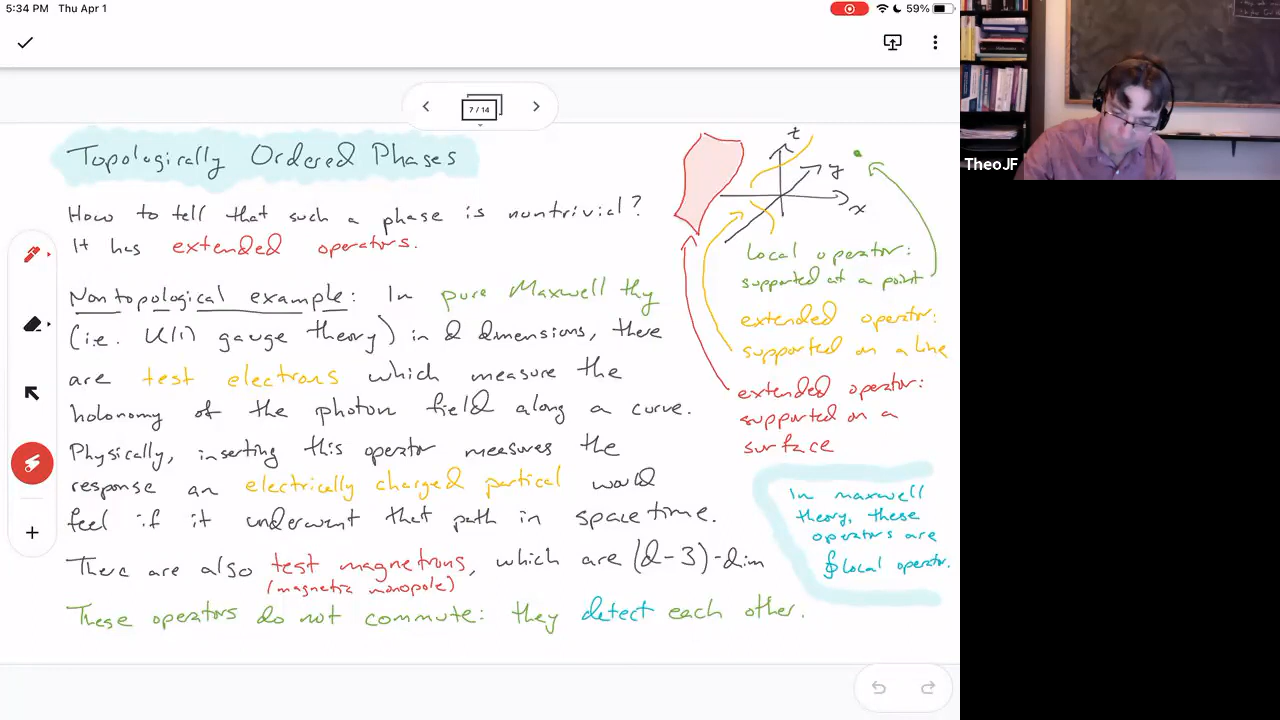 5:34 PM Thu Apr 1
59%
7 / 14
Topologically Ordered Phases
How to tell that such a phase is nontrivial?
It has extended operators.
Nontopological example: In pure Maxwell thy
(i.e. U(1) gauge theory) in d dimensions, there
are test electrons which measure the
holonomy of the photon field along a curve.
Physically, inserting this operator measures the
response an electrically charged partical would
feel if it underwent that path in spacetime.
There are also test magnetrons, which are (d-3)-dim
(magnetic monopole)
These operators do not commute: they detect each other.
t
y
x
local operator:
supported at a point
extended operator:
supported on a line
extended operator:
supported on a
surface
In maxwell
theory, these
operators are
∮ local operator.
TheoJF